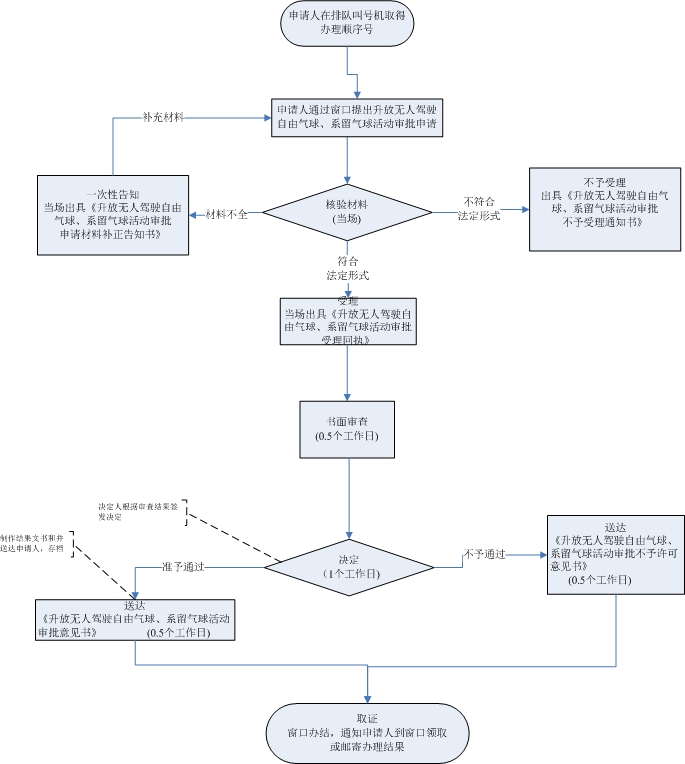 申请人在排队叫号机取得
办理顺序号
申请人通过窗口提出升放无人驾驶
自由气球、系留气球活动审批申请
补充材料
一次性告知
当场出具《升放无人驾驶自由
气球、系留气球活动审批
申请材料补正告知书》
材料不全
核验材料
(当场)
不符合
法定形式
不予受理
出具《升放无人驾驶自由气
球、系留气球活动审批
不予受理通知书》
符合
法定形式
受理
当场出具《升放无人驾驶自
由气球、系留气球活动审批
受理回执》
书面审查
(0.5个工作日)
决定人根据审查结果签
发决定
制作结果文书和并
送达申请人，存档
决定
（1个工作日）
准予通过
不予通过
送达
《升放无人驾驶自由气球、
系留气球活动审批不予许可
意见书》
(0.5个工作日)
送达
《升放无人驾驶自由气球、系留气球活动
审批意见书》 (0.5个工作日)
取证
窗口办结，通知申请人到窗口领取
或邮寄办理结果